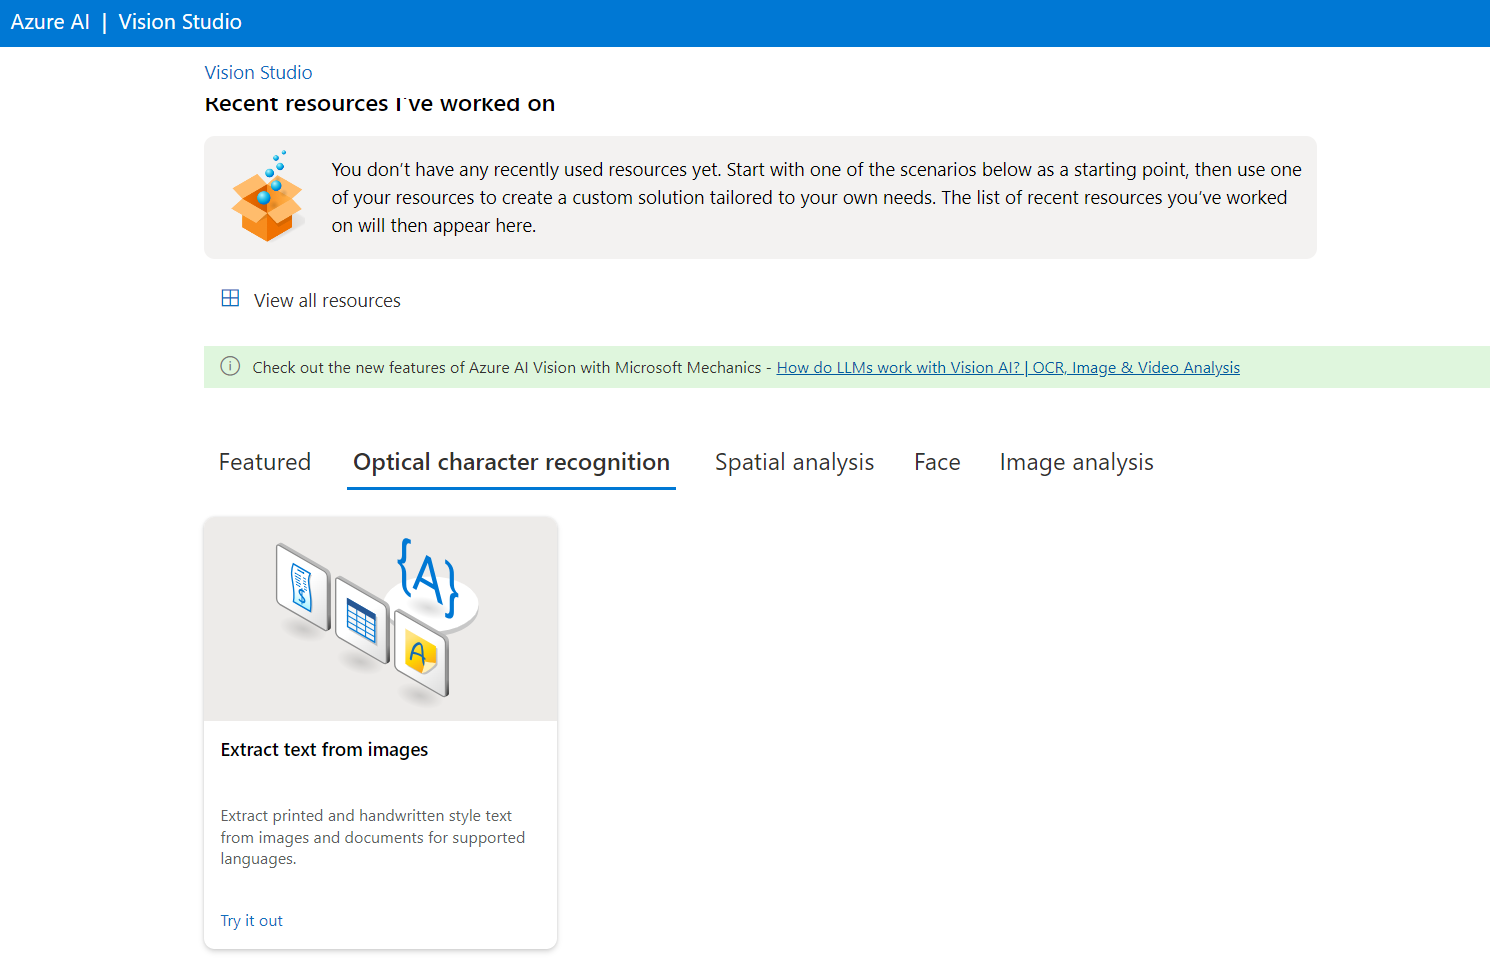 Azure AI | Vision Studio
Vision Studio
Recent resources I've worked on
You don't have any recently used resources yet. Start with one of the scenarios below as a starting point, then use one
of your resources to create a custom solution tailored to your own needs. The list of recent resources you've worked
on will then appear here.
View all resources
Check out the new features of Azure AI Vision with Microsoft Mechanics - How do LLMs work with Vision AI? | OCR, Image & Video Analysis
Featured Optical character recognition Spatial analysis Face Image analysis
{A}
$
A
Extract text from images
Extract printed and handwritten style text
from images and documents for supported
languages.
Try it out